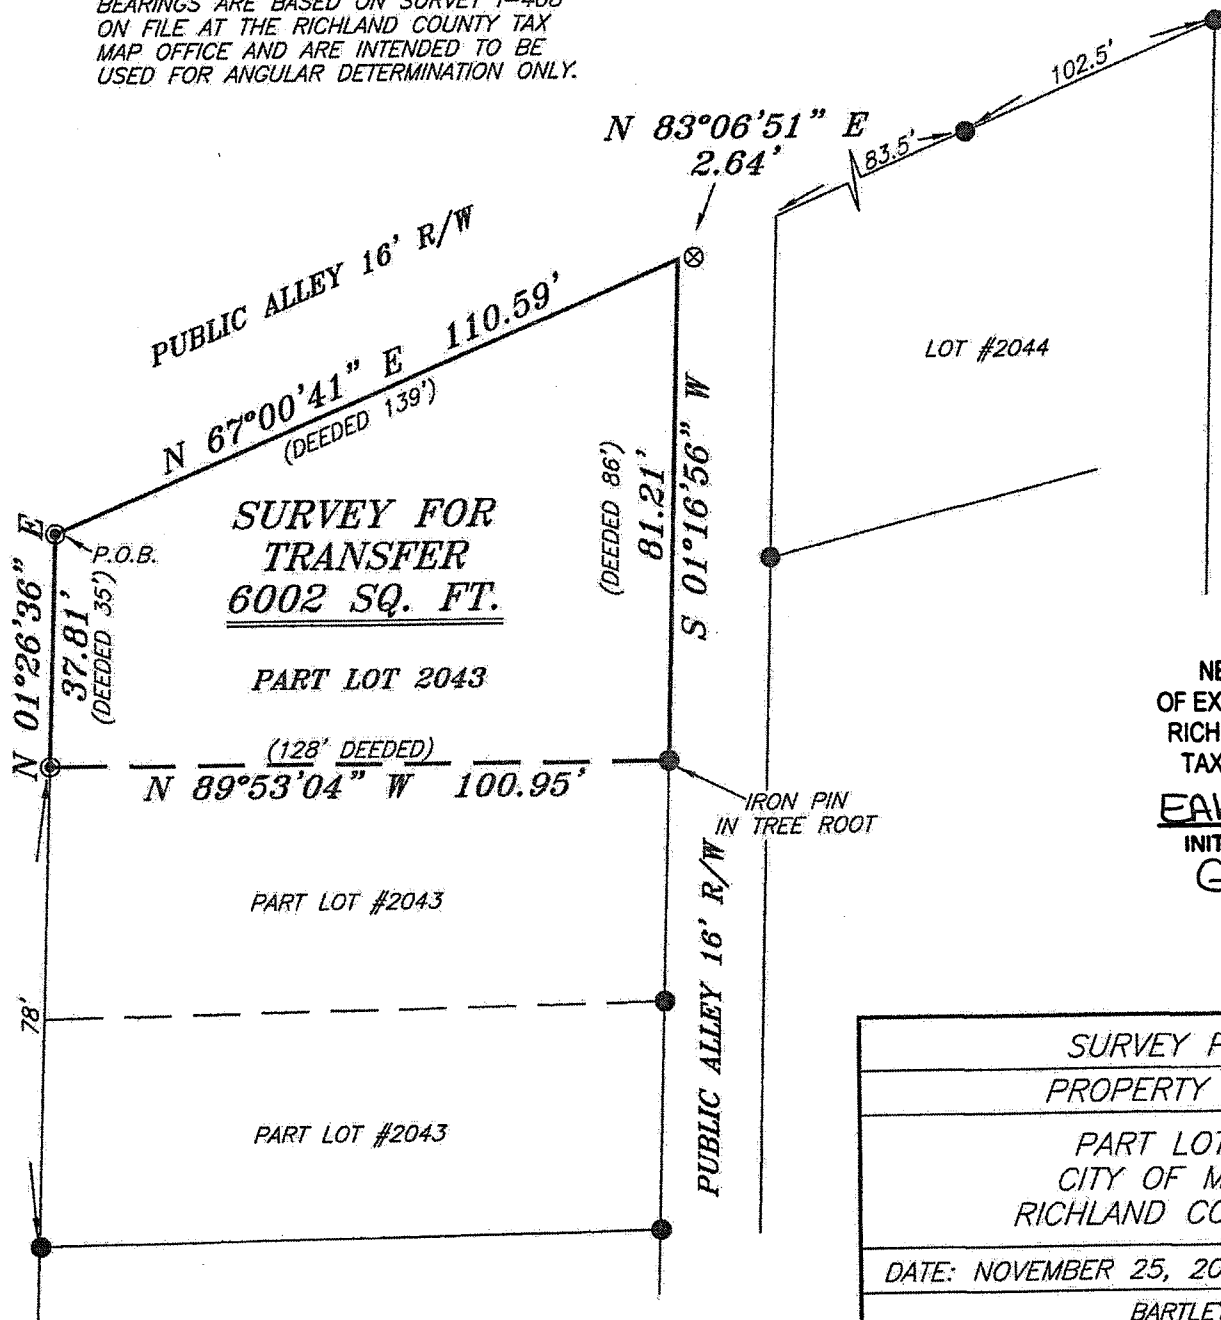 BEARINGS ARE BASED ON SURVEY
ON FILE AT THE RICHLAND COUNTY TAX
MAP OFFICE AND ARE INTENDED TO BE
USED FOR ANGULAR DETERMINATION ONLY.
N 83°06'51" E
2.64'
102.5'
83.5'
PUBLIC ALLEY 16' R/W
N 67°00'41" E 110.59'
(DEEDED 139')
LOT #2044
SURVEY FOR
TRANSFER
6002 SQ. FT.
P.O.B.
N 01°26'36" E
37.81'
(DEEDED 35')
(DEEDED 86')
81.21'
S 01°16'56" W
PART LOT 2043
(128' DEEDED)
N 89°53'04" W 100.95'
IRON PIN
IN TREE ROOT
NE
OF EX
RICH
TAX
INIT
PART LOT #2043
PUBLIC ALLEY 16' R/W
78'
PART LOT #2043
SURVEY
PROPERTY
PART LOT
CITY OF M
RICHLAND CO
DATE: NOVEMBER 25, 20
BARTLE